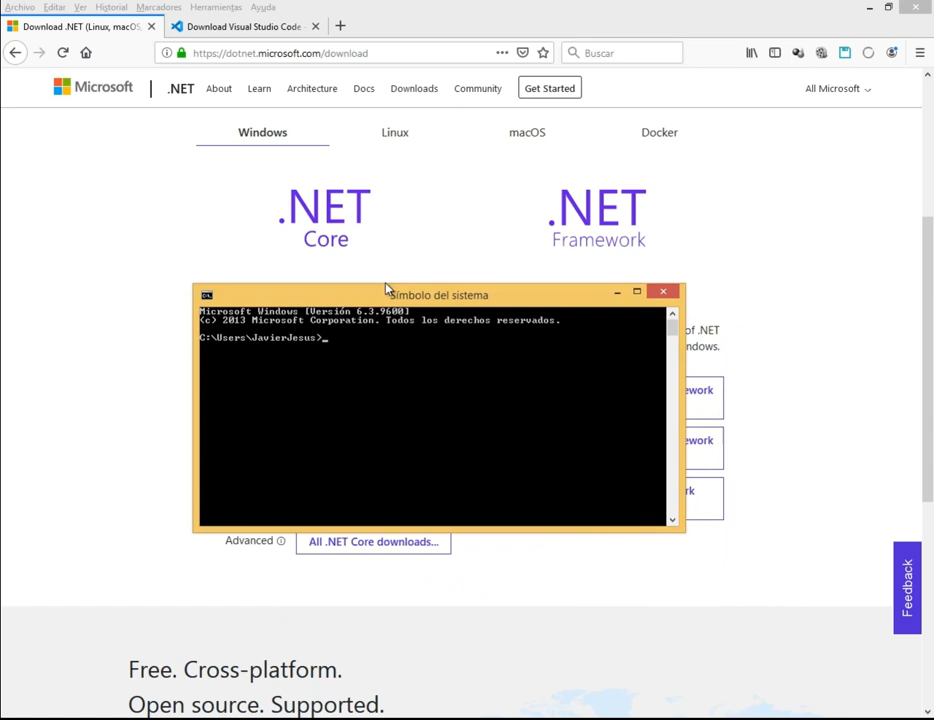 Archivo Editar Ver Historial Marcadores Herramientas Ayuda
Download .NET (Linux, macOS, Download Visual Studio Code -
https://dotnet.microsoft.com/download Buscar
Microsoft .NET About Learn Architecture Docs Downloads Community Get Started All Microsoft
Windows Linux macOS Docker
.NET .NET
Core Framework
Símbolo del sistema
Microsoft Windows [Versión 6.3.9600]
(c) 2013 Microsoft Corporation. Todos los derechos reservados.
of .NET
C:\Users\JavierJesus>_
ndows.
ework
ework
rk
Advanced All .NET Core downloads...
Feedback
Free. Cross-platform.
Open source. Supported.